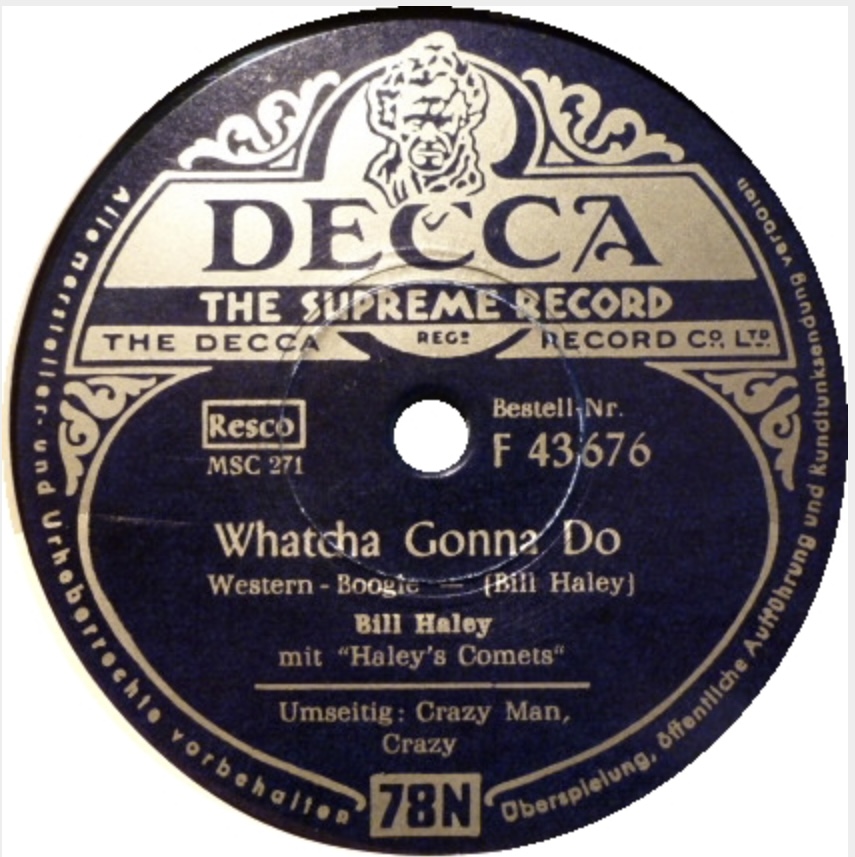 DECCA
THE SUPREME RECORD
THE DECCA REGD RECORD CO., LTD.
Resco
MSC 271
Bestell-Nr.
F 43676
Whatcha Gonna Do
Western - Boogie — (Bill Haley)
Bill Haley
mit “Haley's Comets“
Umseitig: Crazy Man,
Crazy
78N
Alle Hersteller- und Urheberrechte vorbehalten
Überspielung, öffentliche Aufführung und Rundfunksendung verboten